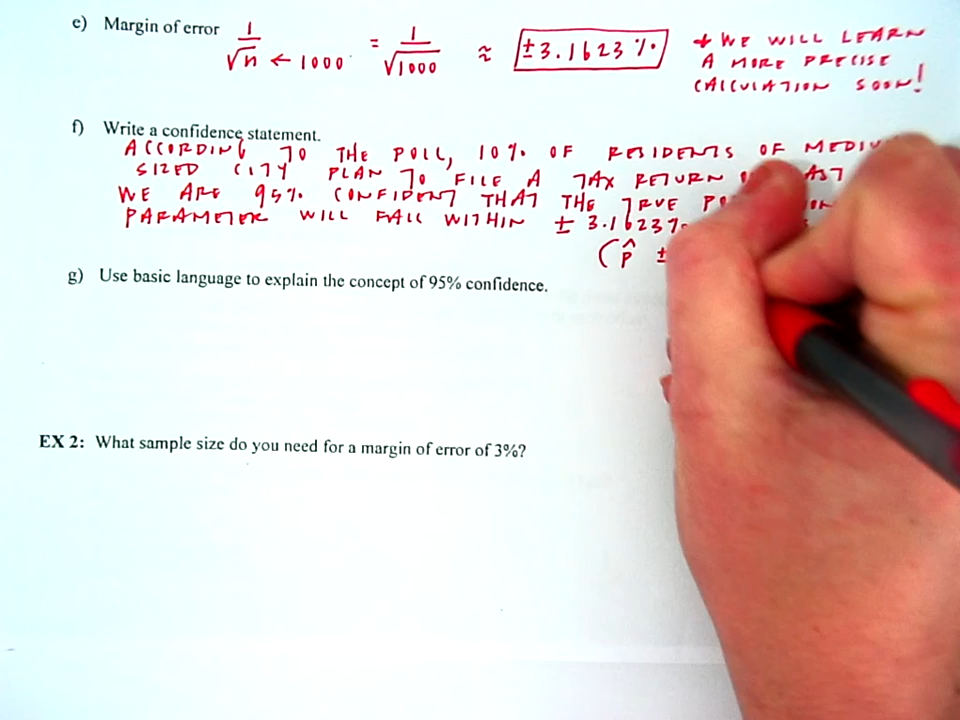 e) Margin of error 1/√n ← 1000 = 1/√1000 ≈ ±3.1623% * WE WILL LEARN
A MORE PRECISE
CALCULATION SOON!
f) Write a confidence statement.
ACCORDING TO THE POLL, 10% OF RESIDENTS OF
SIZED CITY PLAN TO FILE A TAX RETURN
WE ARE 95% CONFIDENT THAT THE TRUE
PARAMETER WILL FALL WITHIN ± 3.1623%
(p̂ ±
g) Use basic language to explain the concept of 95% confidence.
EX 2: What sample size do you need for a margin of error of 3%?